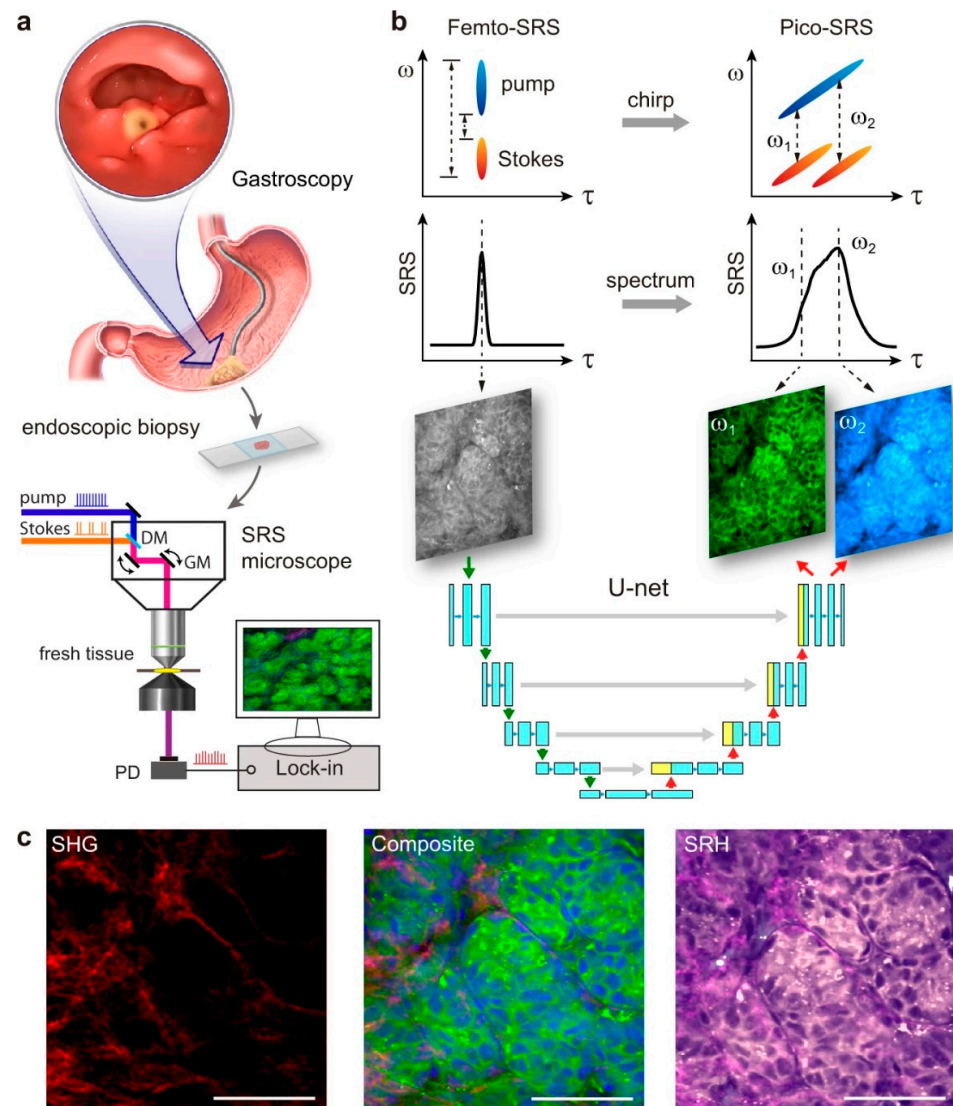 a
Gastroscopy
endoscopic biopsy
pump
Stokes
DM
GM
SRS
microscope
fresh tissue
PD
Lock-in
b
Femto-SRS
Pico-SRS
ω
pump
Stokes
τ
chirp
ω
ω₁
ω₂
τ
SRS
τ
spectrum
SRS
ω₁
ω₂
τ
ω₁
ω₂
U-net
c
SHG
Composite
SRH